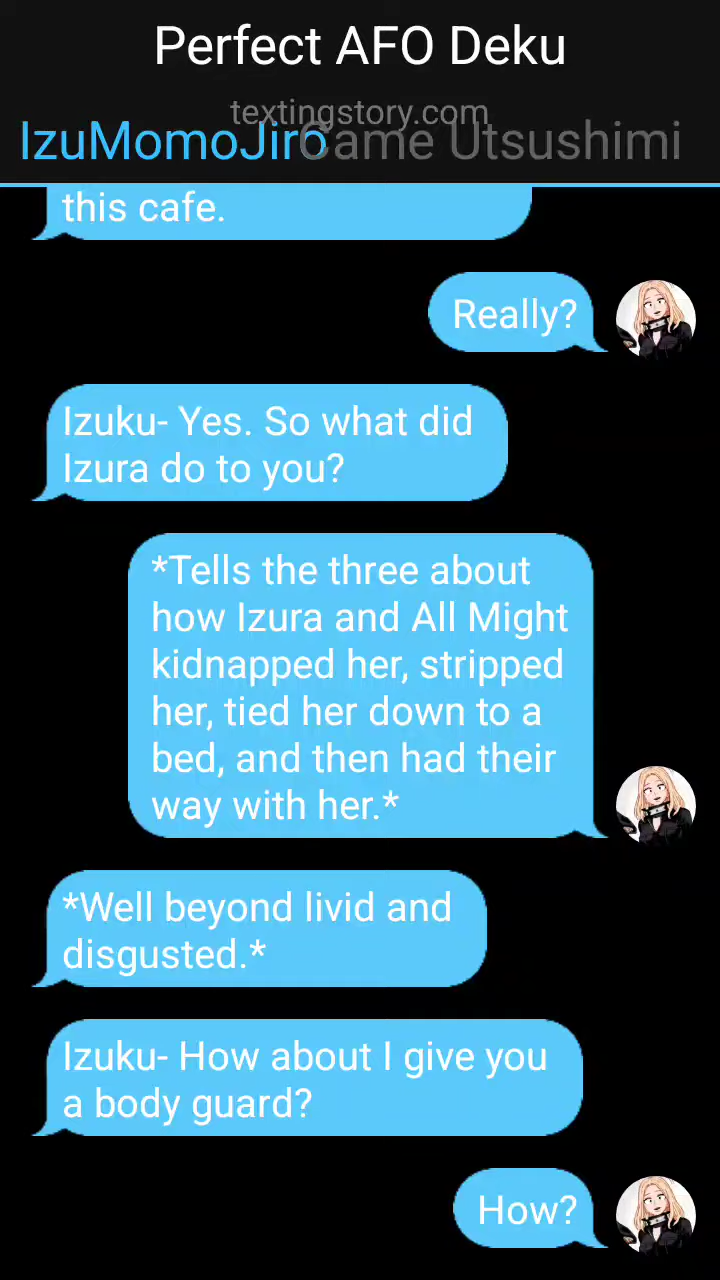 Perfect AFO Deku
textingstory.com
IzuMomoJiro Came Utsushimi
this cafe.
Really?
Izuku- Yes. So what did
Izura do to you?
*Tells the three about
how Izura and All Might
kidnapped her, stripped
her, tied her down to a
bed, and then had their
way with her.*
*Well beyond livid and
disgusted.*
Izuku- How about I give you
a body guard?
How?